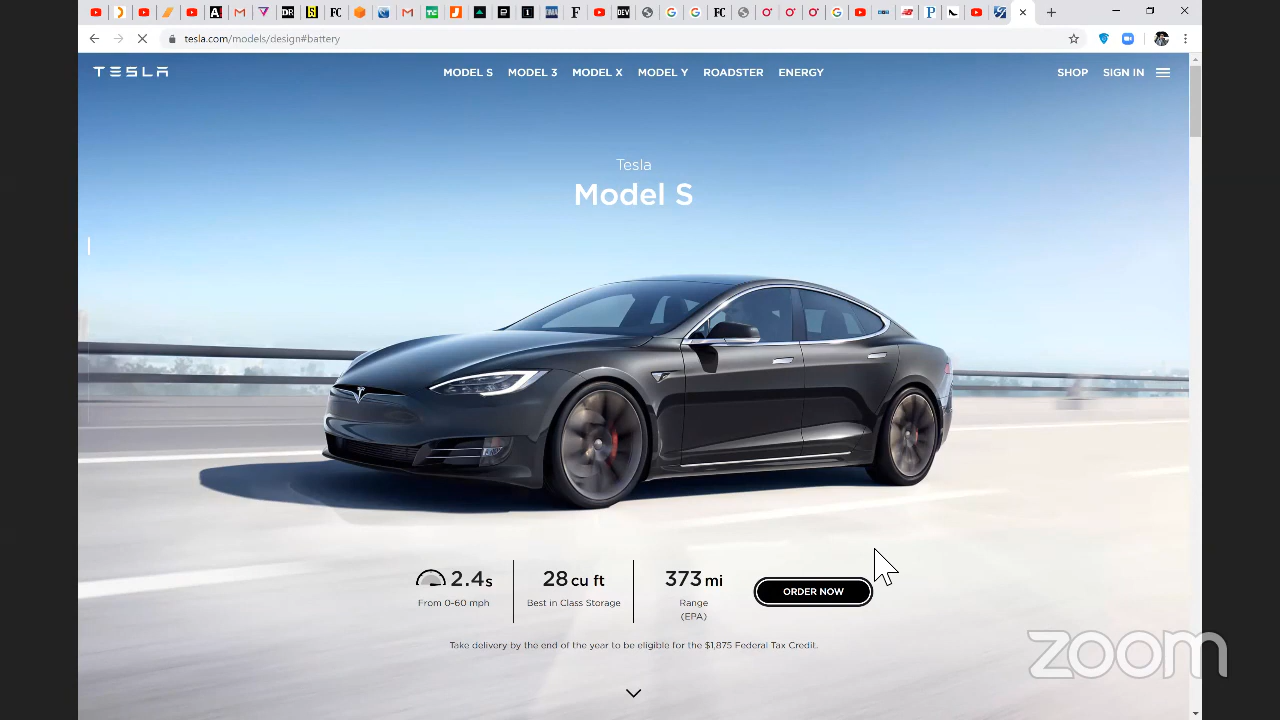 tesla.com/models/design#battery
TESLA
MODEL S
MODEL 3
MODEL X
MODEL Y
ROADSTER
ENERGY
SHOP
SIGN IN
Tesla
Model S
2.4s
From 0-60 mph
28 cu ft
Best in Class Storage
373 mi
Range
(EPA)
ORDER NOW
Take delivery by the end of the year to be eligible for the $1,875 Federal Tax Credit.
zoom